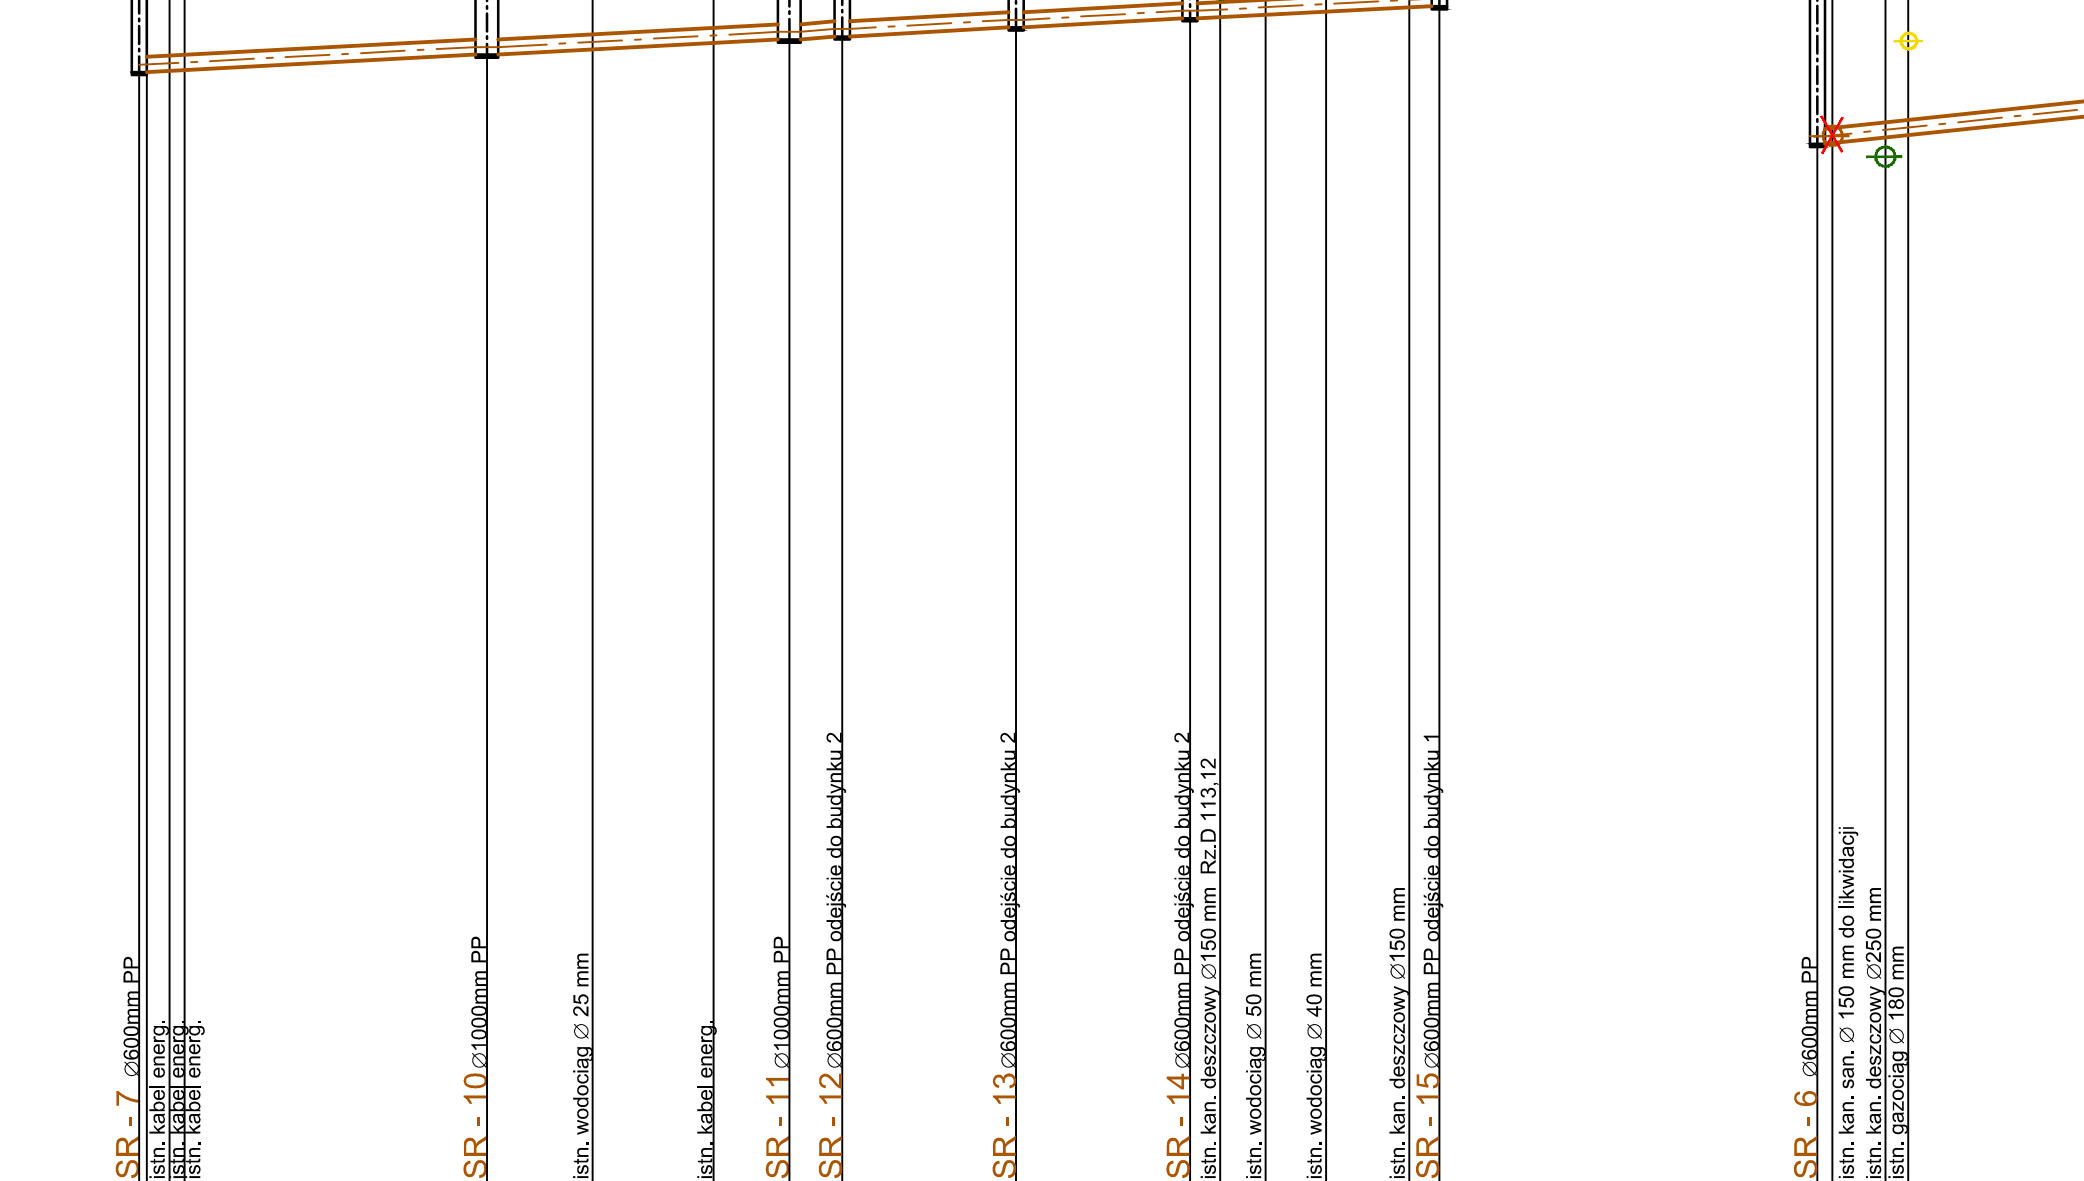 SR - 7 Ø600mm PP
istn. kabel energ.
istn. kabel energ.
istn. kabel energ.
SR - 10 Ø1000mm PP
istn. wodociąg Ø 25 mm
istn. kabel energ.
SR - 11 Ø1000mm PP
SR - 12 Ø600mm PP odejście do budynku 2
SR - 13 Ø600mm PP odejście do budynku 2
SR - 14 Ø600mm PP odejście do budynku 2
istn. kan. deszczowy Ø150 mm Rz.D 113,12
istn. wodociąg Ø 50 mm
istn. wodociąg Ø 40 mm
istn. kan. deszczowy Ø150 mm
SR - 15 Ø600mm PP odejście do budynku 1
SR - 6 Ø600mm PP
istn. kan. san. Ø 150 mm do likwidacji
istn. kan. deszczowy Ø250 mm
istn. gazociąg Ø 180 mm